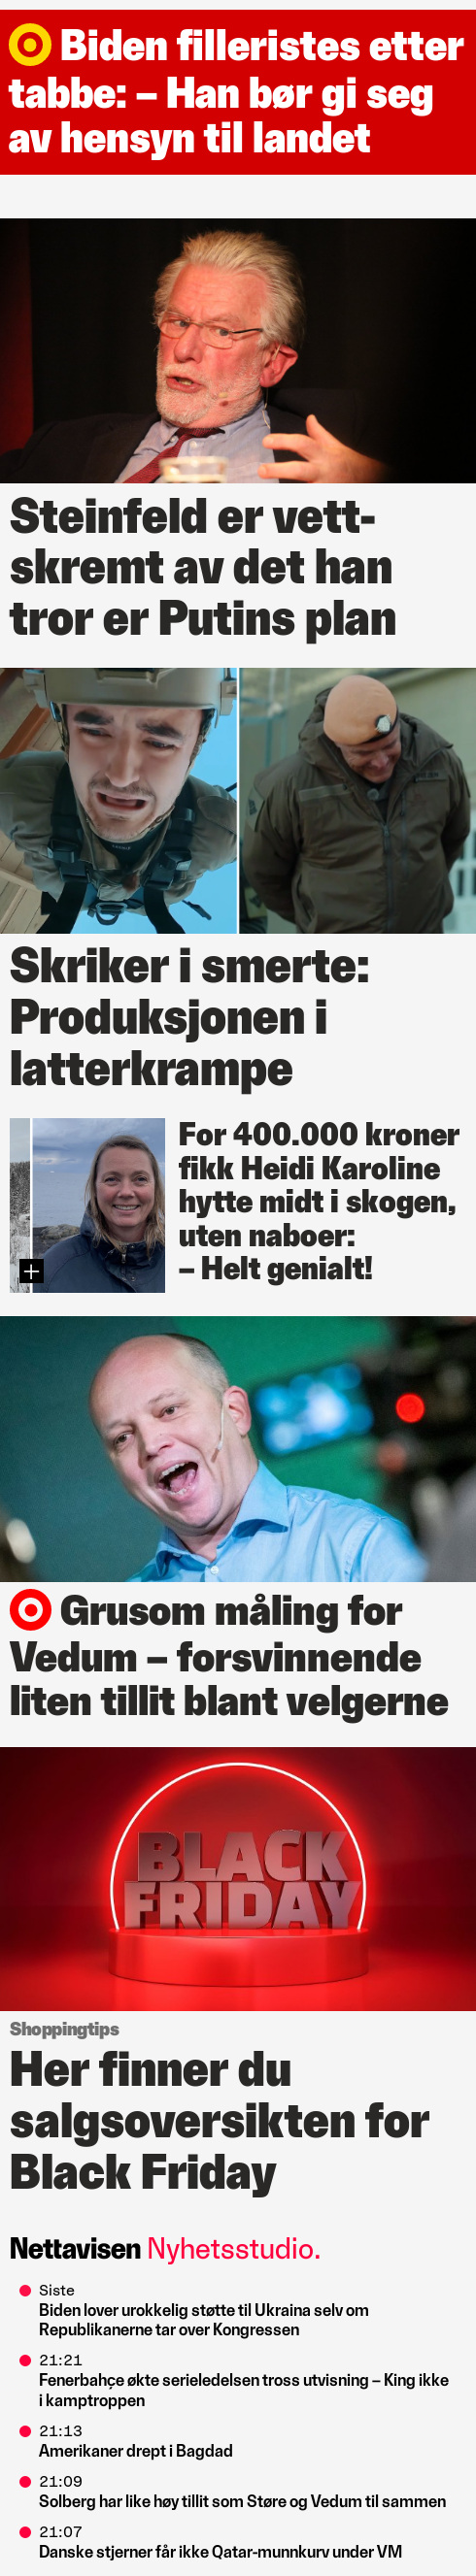 Biden filleristes etter
tabbe: – Han bør gi seg
av hensyn til landet
Steinfeld er vett-
skremt av det han
tror er Putins plan
Skriker i smerte:
Produksjonen i
latterkrampe
For 400.000 kroner
fikk Heidi Karoline
hytte midt i skogen,
uten naboer:
– Helt genialt!
Grusom måling for
Vedum – forsvinnende
liten tillit blant velgerne
BLACK
FRIDAY
Shoppingtips
Her finner du
salgsoversikten for
Black Friday
Nettavisen Nyhetsstudio.
Siste
Biden lover urokkelig støtte til Ukraina selv om
Republikanerne tar over Kongressen
21:21
Fenerbahçe økte serieledelsen tross utvisning – King ikke
i kamptroppen
21:13
Amerikaner drept i Bagdad
21:09
Solberg har like høy tillit som Støre og Vedum til sammen
21:07
Danske stjerner får ikke Qatar-munnkurv under VM